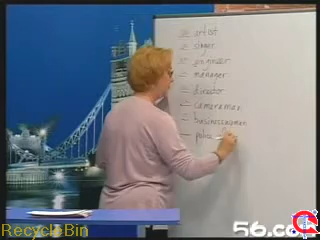 artist
singer
engineer
manager
director
cameraman
businesswoman
police
RecycleBin
56.com